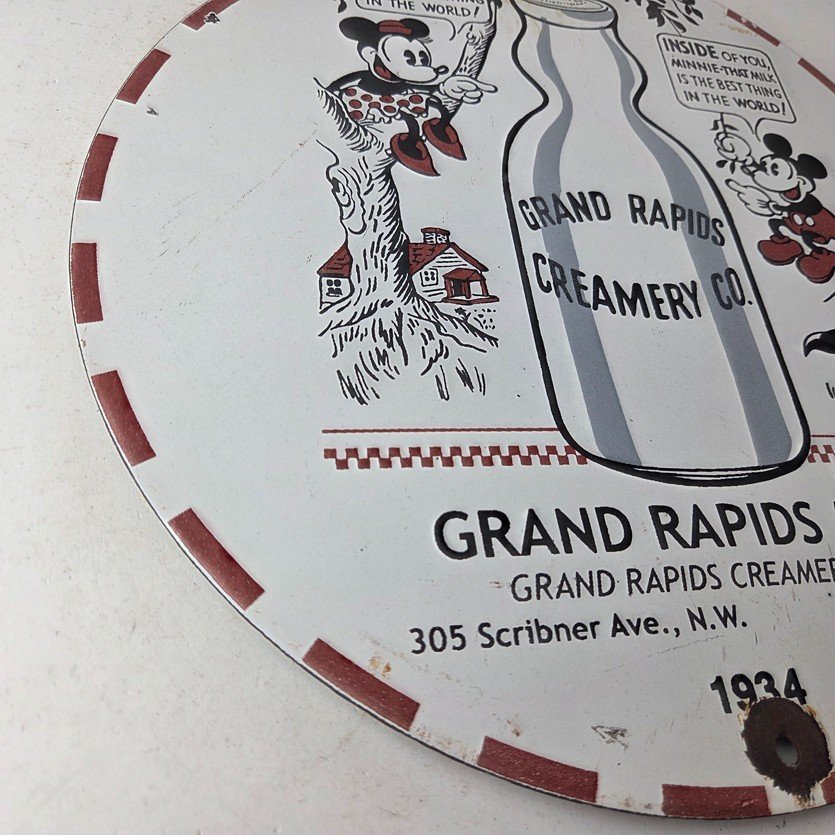 IN THE WORLD!
INSIDE OF YOU,
MINNIE-THAT MILK
IS THE BEST THING
IN THE WORLD!
GRAND RAPIDS
CREAMERY CO.
GRAND RAPIDS
GRAND RAPIDS CREAMER
305 Scribner Ave., N.W.
1934